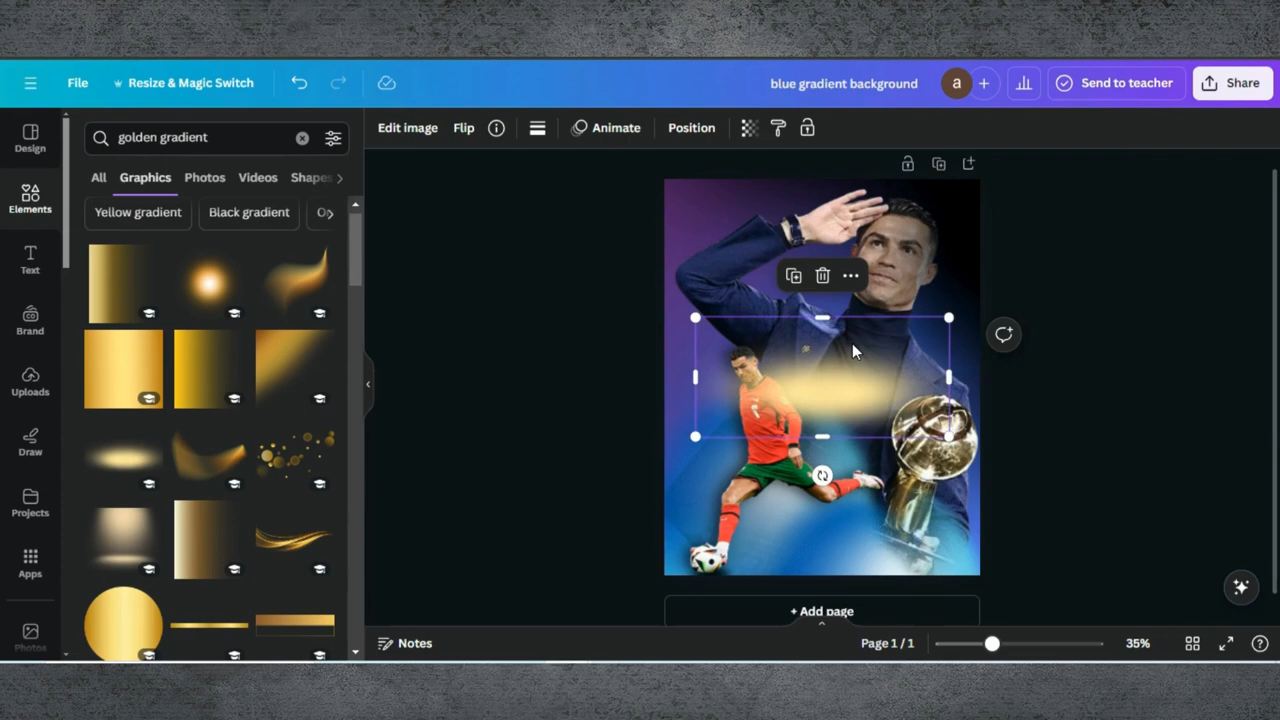 File
Resize & Magic Switch
blue gradient background
a
Send to teacher
Share
golden gradient
Edit image
Flip
Animate
Position
Design
Elements
Text
Brand
Uploads
Draw
Projects
Apps
Photos
All
Graphics
Photos
Videos
Shapes
Yellow gradient
Black gradient
+ Add page
Notes
Page 1 / 1
35%